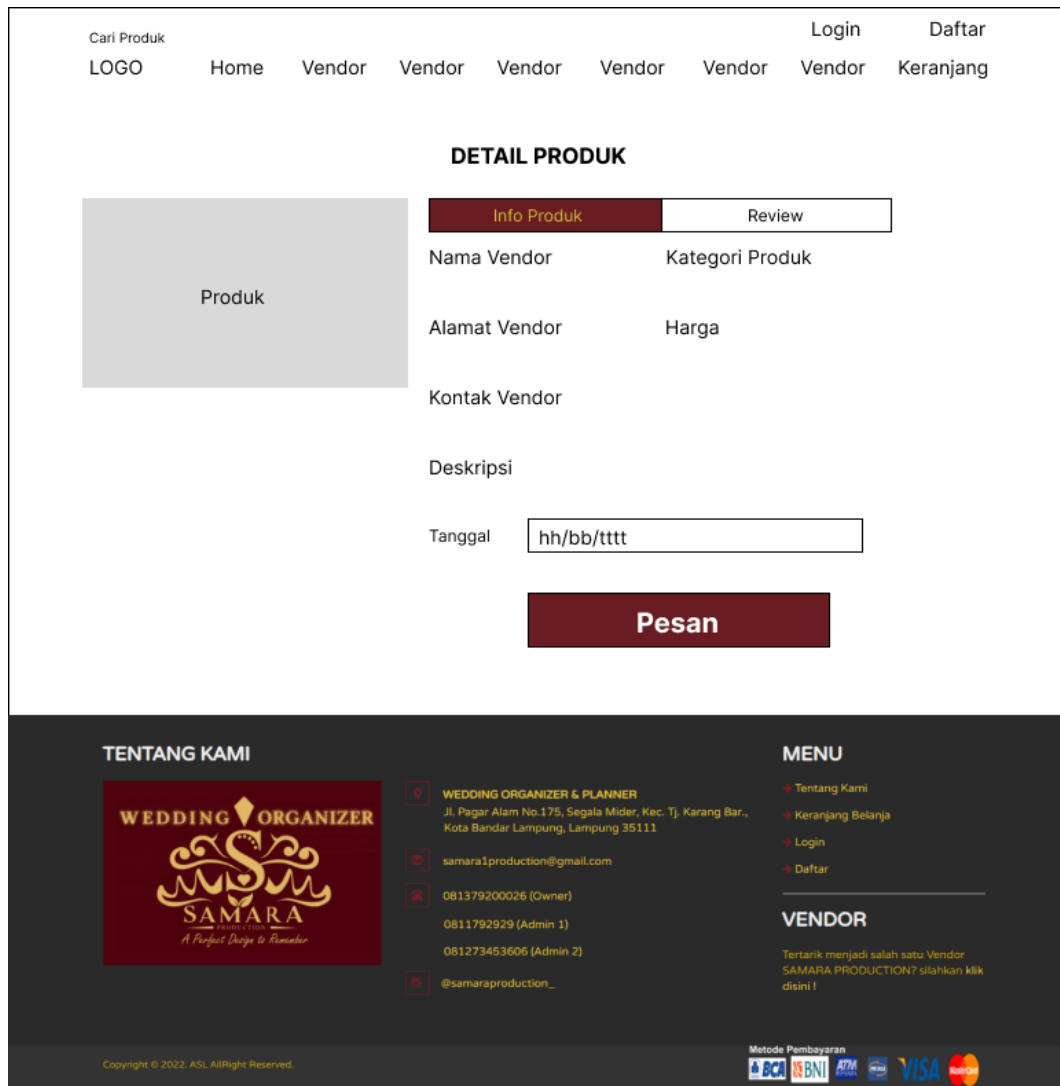 Login Daftar
Cari Produk
LOGO Home Vendor Vendor Vendor Vendor Vendor Vendor Keranjang
DETAIL PRODUK
Produk
Info Produk Review
Nama Vendor Kategori Produk
Alamat Vendor Harga
Kontak Vendor
Deskripsi
Tanggal hh/bb/tttt
Pesan
TENTANG KAMI
WEDDING ORGANIZER
S
SAMARA
PRODUCTION
A Perfect Design to Remember
WEDDING ORGANIZER & PLANNER
Jl. Pagar Alam No.175, Segala Mider, Kec. Tj. Karang Bar.,
Kota Bandar Lampung, Lampung 35111
samara1production@gmail.com
081379200026 (Owner)
0811792929 (Admin 1)
081273453606 (Admin 2)
@samaraproduction_
MENU
Tentang Kami
Keranjang Belanja
Login
Daftar
VENDOR
Tertarik menjadi salah satu Vendor
SAMARA PRODUCTION? silahkan klik
disini !
Copyright © 2022. ASL AllRight Reserved.
Metode Pembayaran
BCA BNI ATM VISA MasterCard